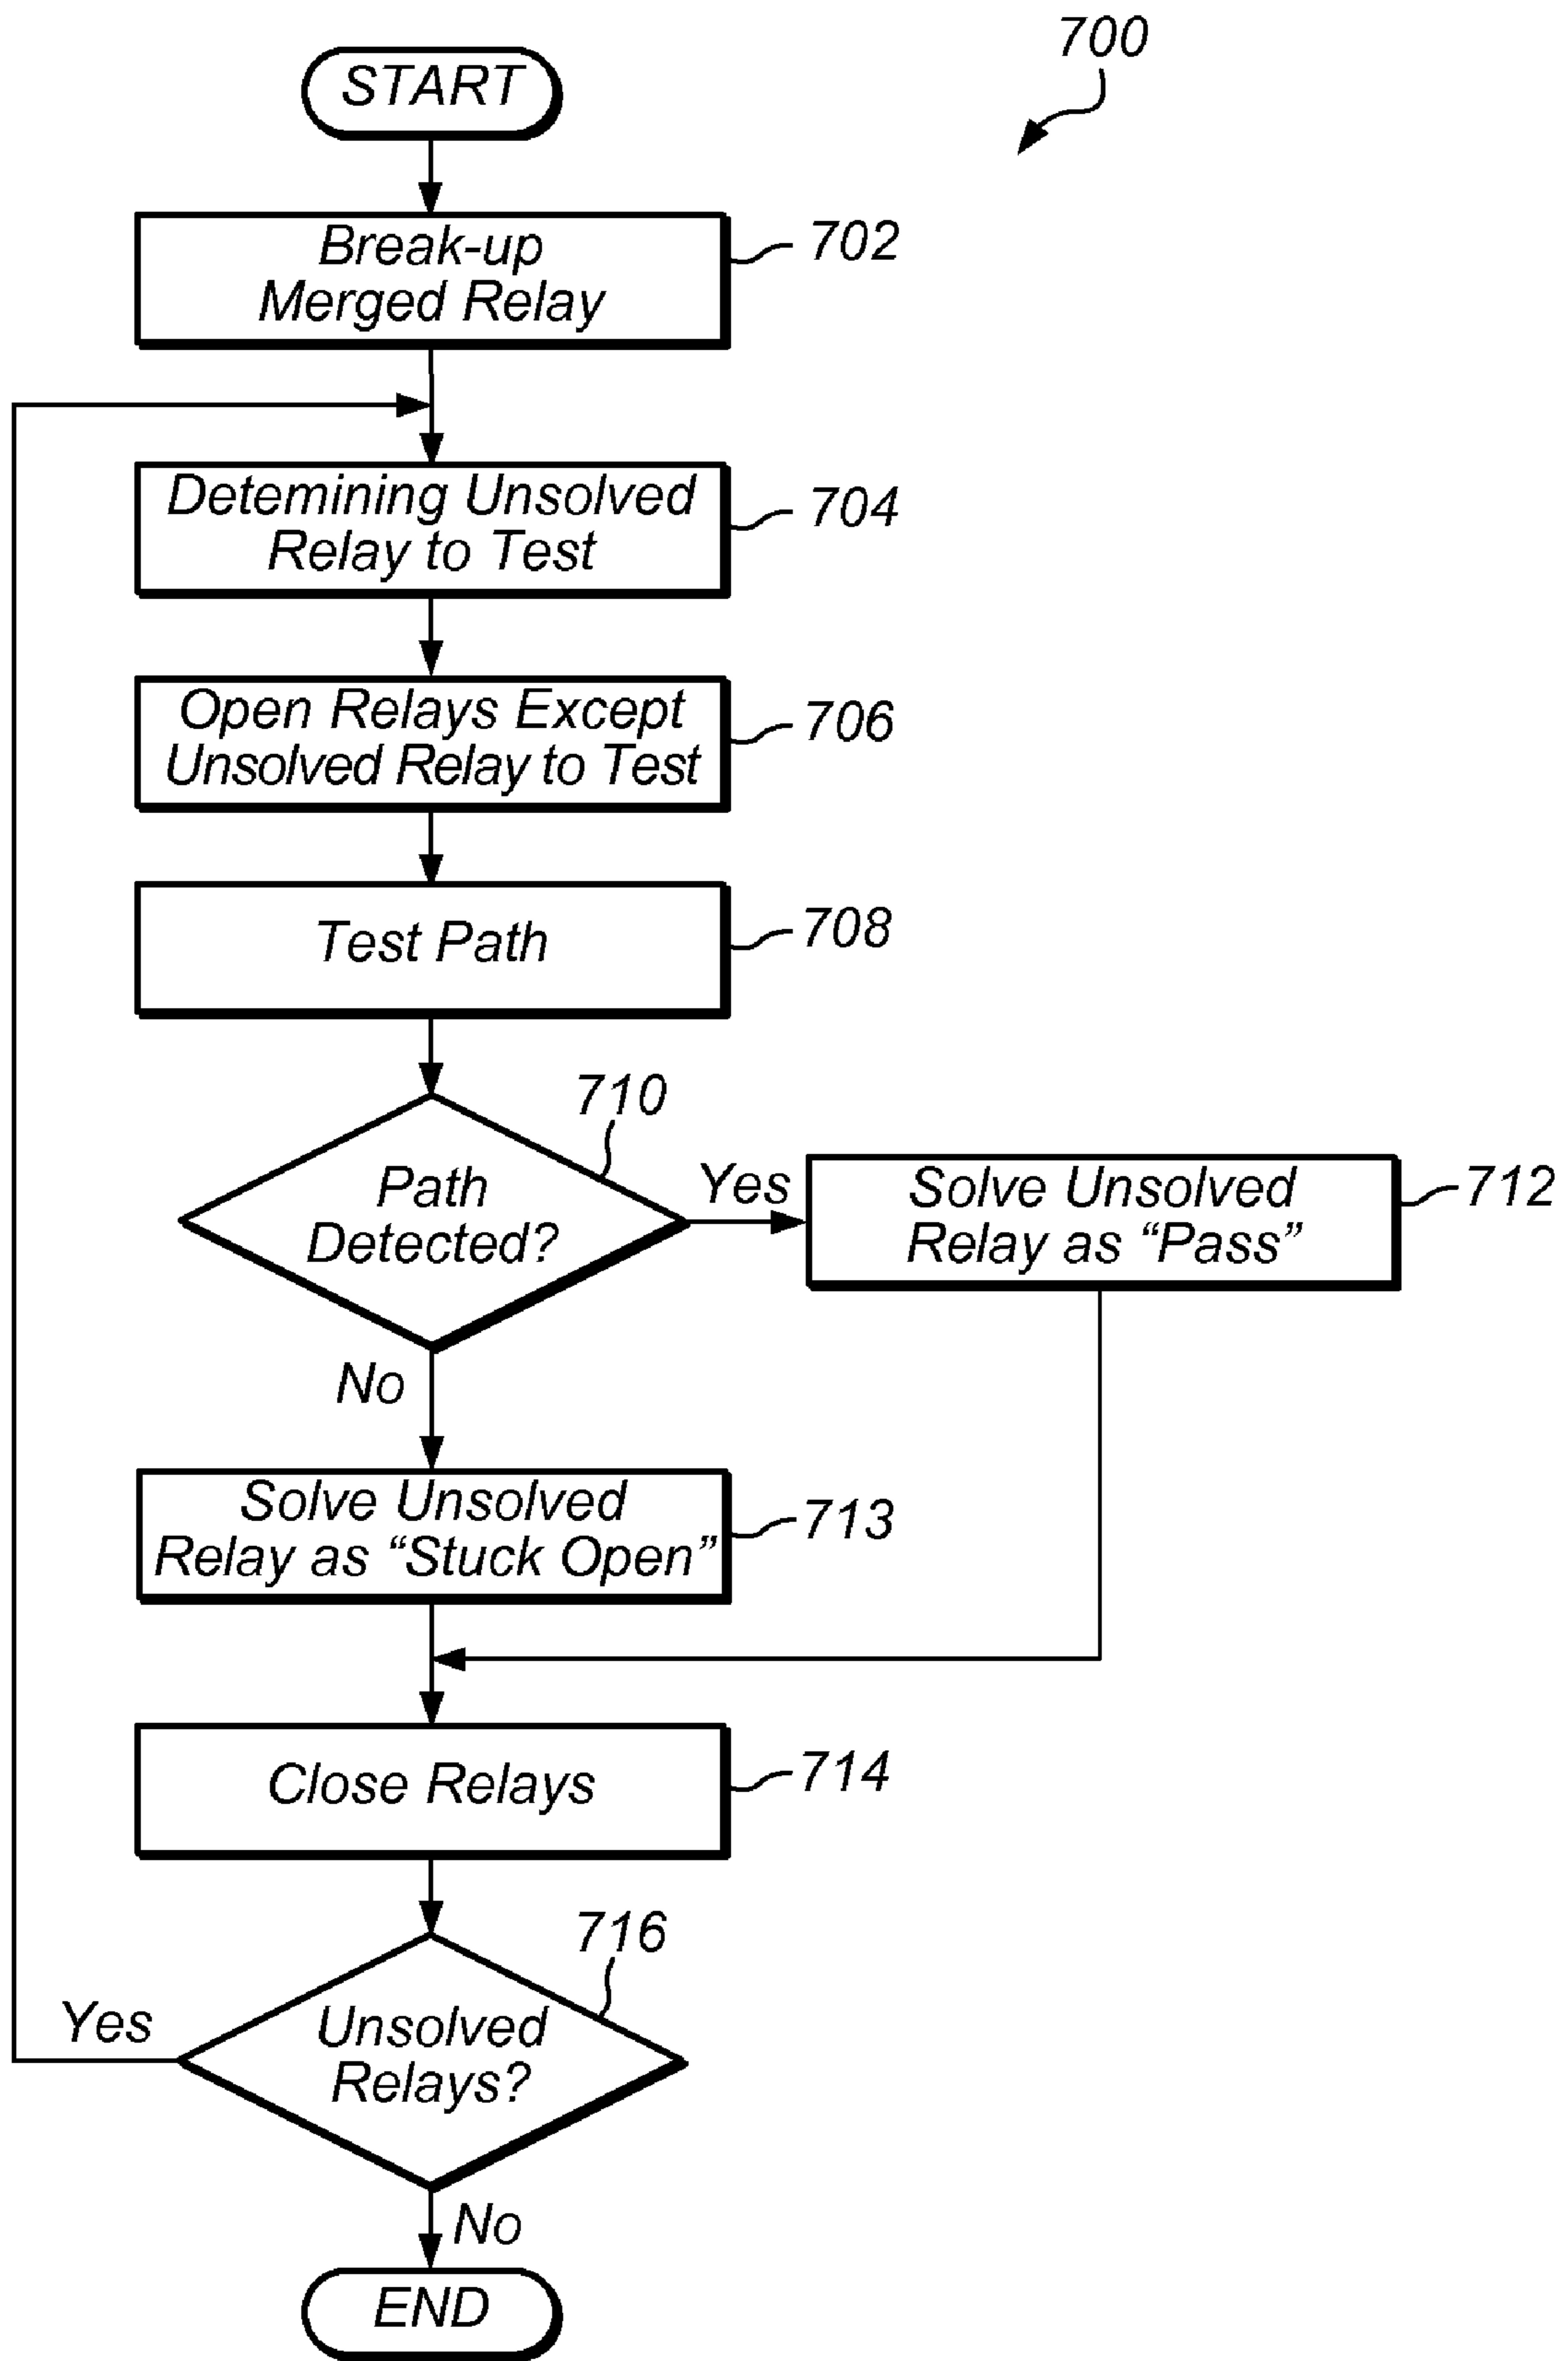 700
START
Break-up
Merged Relay
702
Detemining Unsolved
Relay to Test
704
Open Relays Except
Unsolved Relay to Test
706
Test Path
708
710
Path
Detected?
Yes
Solve Unsolved
Relay as “Pass”
712
No
Solve Unsolved
Relay as “Stuck Open”
713
Close Relays
714
716
Unsolved
Relays?
Yes
No
END